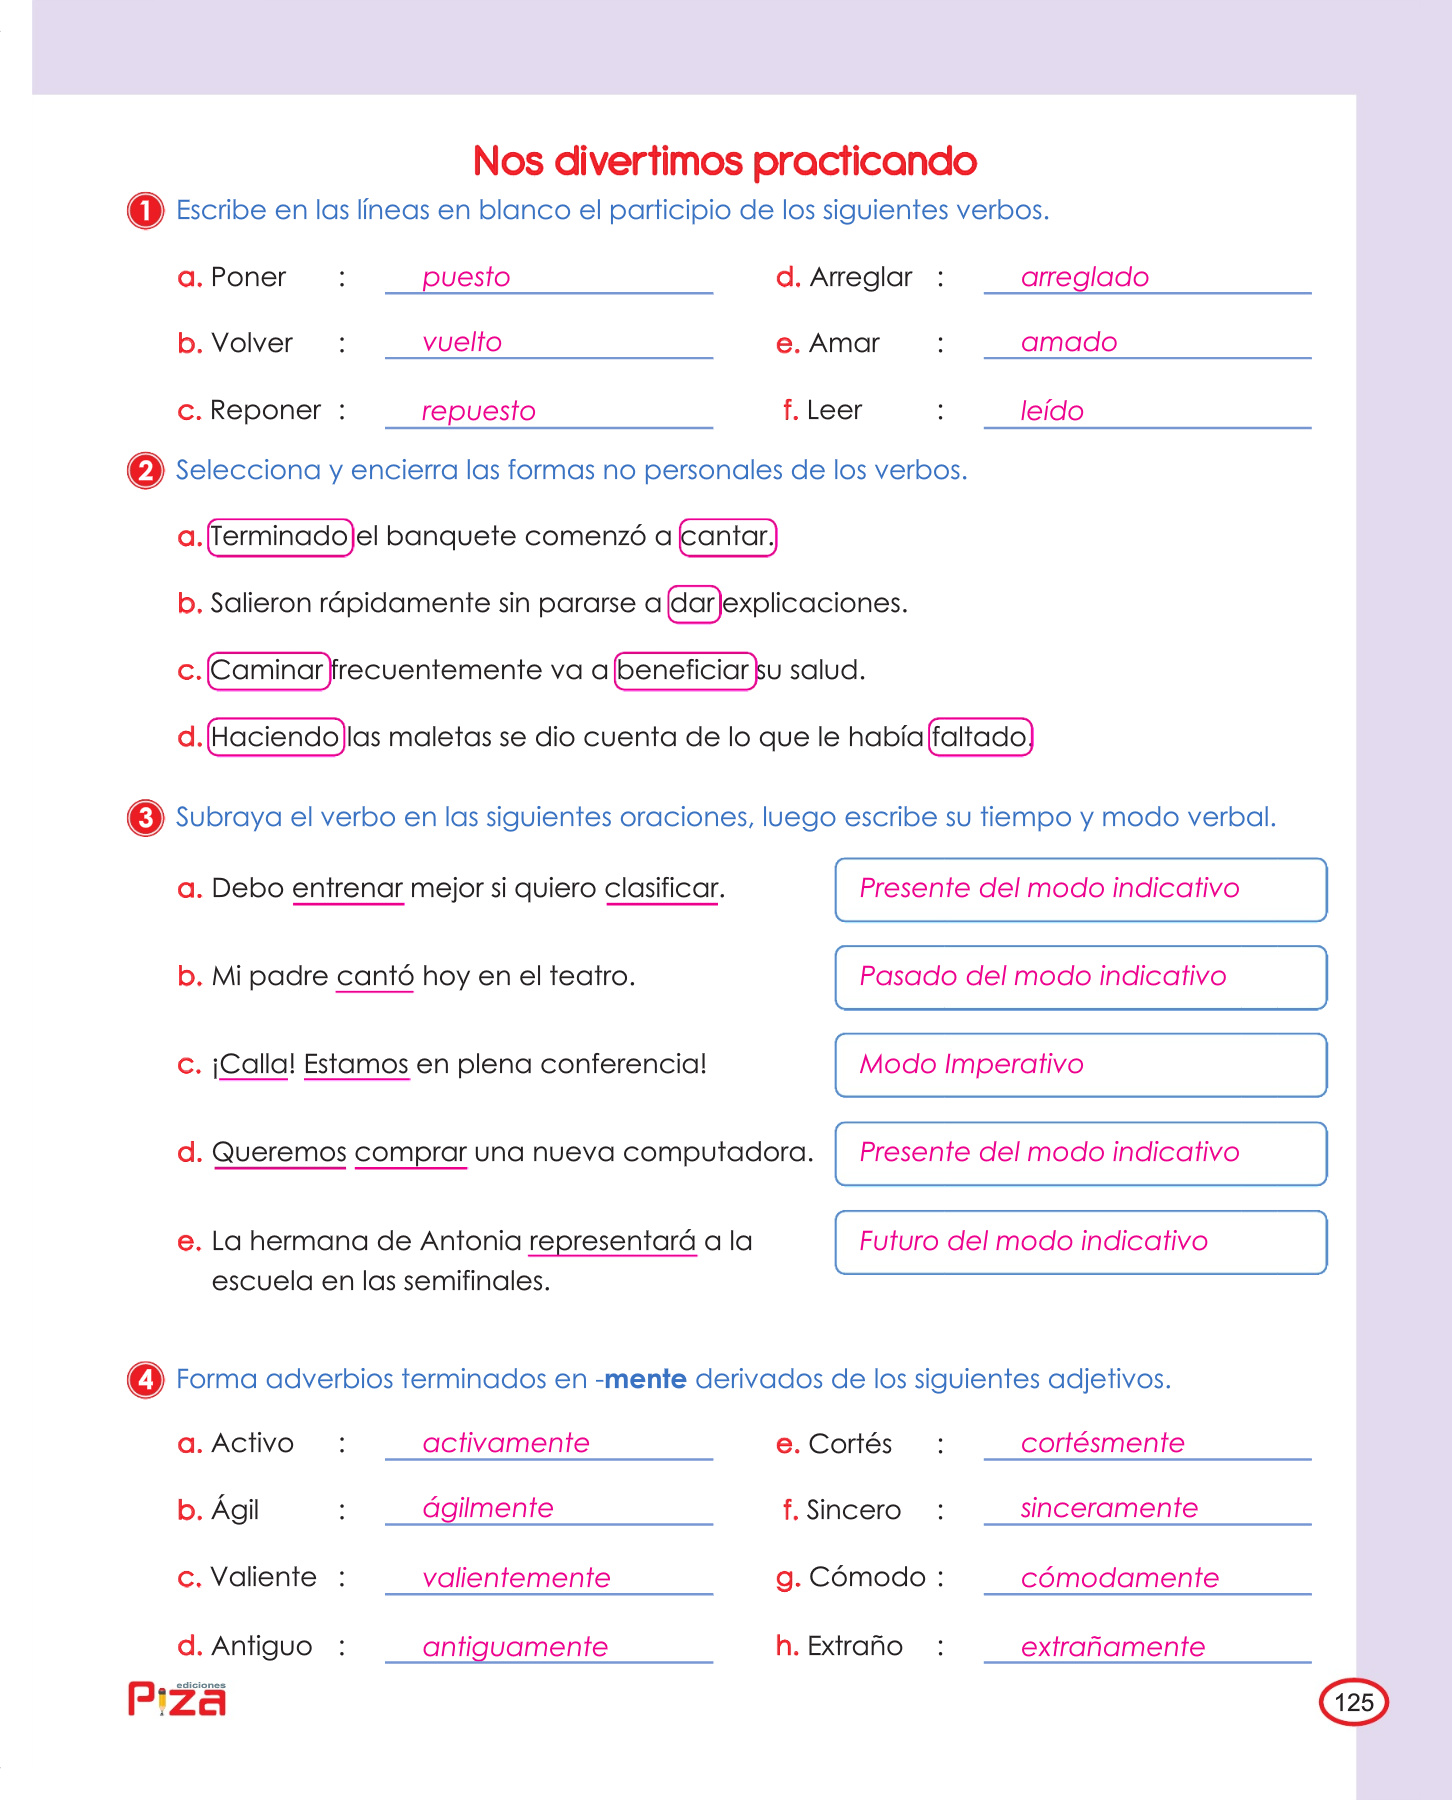 Nos divertimos practicando
1 Escribe en las líneas en blanco el participio de los siguientes verbos.
a. Poner : puesto
d. Arreglar : arreglado
b. Volver : vuelto
e. Amar : amado
c. Reponer : repuesto
f. Leer : leído
2 Selecciona y encierra las formas no personales de los verbos.
a. Terminado el banquete comenzó a cantar.
b. Salieron rápidamente sin pararse a dar explicaciones.
c. Caminar frecuentemente va a beneficiar su salud.
d. Haciendo las maletas se dio cuenta de lo que le había faltado.
3 Subraya el verbo en las siguientes oraciones, luego escribe su tiempo y modo verbal.
a. Debo entrenar mejor si quiero clasificar.
Presente del modo indicativo
b. Mi padre cantó hoy en el teatro.
Pasado del modo indicativo
c. ¡Calla! Estamos en plena conferencia!
Modo Imperativo
d. Queremos comprar una nueva computadora.
Presente del modo indicativo
e. La hermana de Antonia representará a la
escuela en las semifinales.
Futuro del modo indicativo
4 Forma adverbios terminados en -mente derivados de los siguientes adjetivos.
a. Activo : activamente
e. Cortés : cortésmente
b. Ágil : ágilmente
f. Sincero : sinceramente
c. Valiente : valientemente
g. Cómodo : cómodamente
d. Antiguo : antiguamente
h. Extraño : extrañamente
ediciones
Piza
125